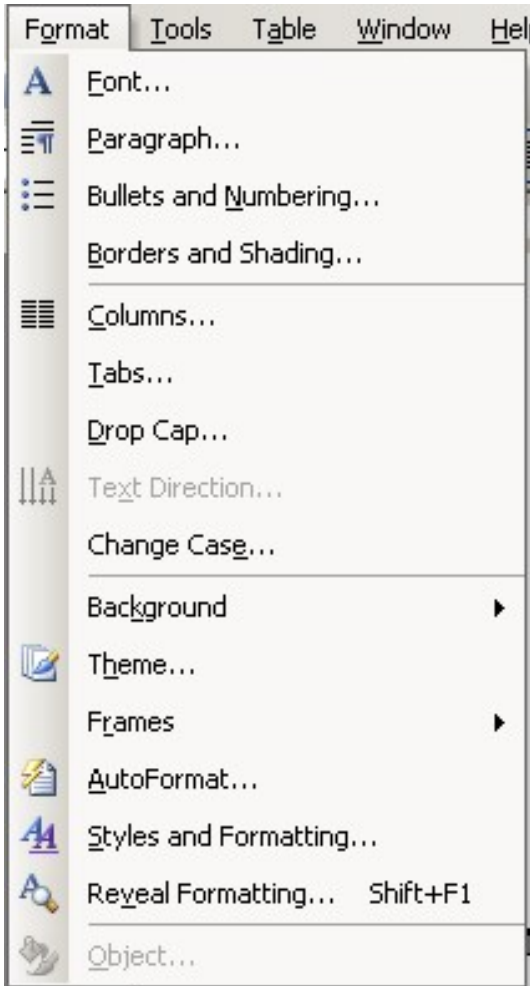 Format Tools Table Window Help
Font...
Paragraph...
Bullets and Numbering...
Borders and Shading...
Columns...
Tabs...
Drop Cap...
Text Direction...
Change Case...
Background
Theme...
Frames
AutoFormat...
Styles and Formatting...
Reveal Formatting... Shift+F1
Object...